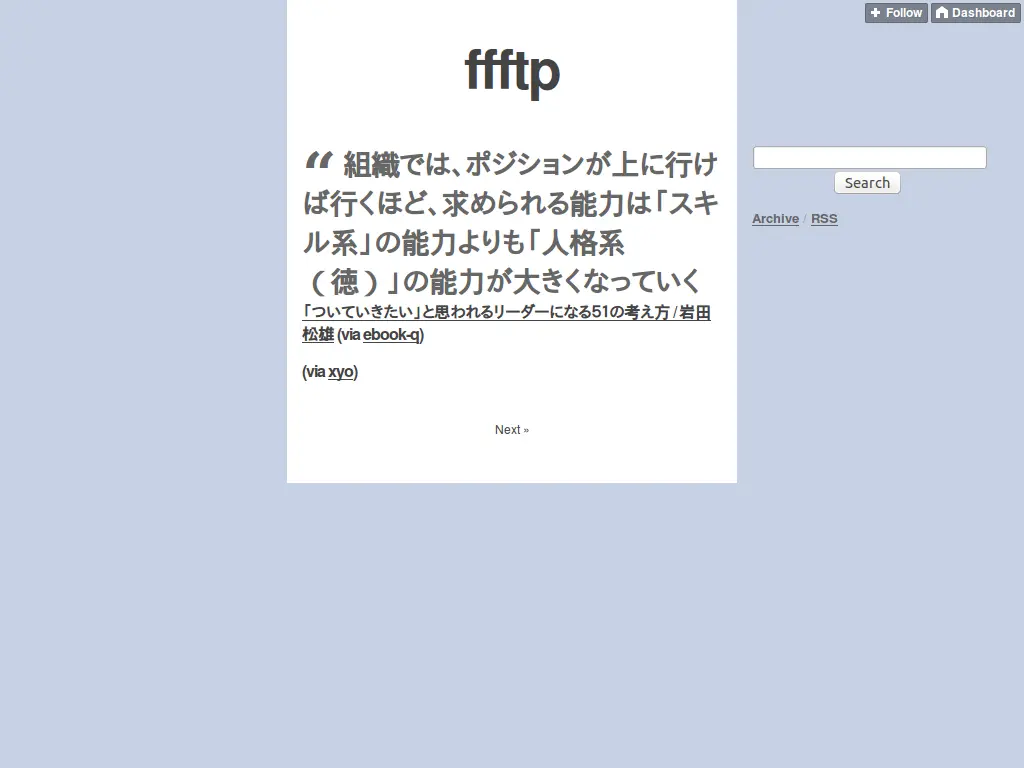 Follow
Dashboard
ffftp
“ 組織では、ポジションが上に行け
ば行くほど、求められる能力は「スキ
ル系」の能力よりも「人格系
（徳）」の能力が大きくなっていく
「ついていきたい」と思われるリーダーになる51の考え方 / 岩田
松雄 (via ebook-q)
(via xyo)
Next »
Search
Archive / RSS